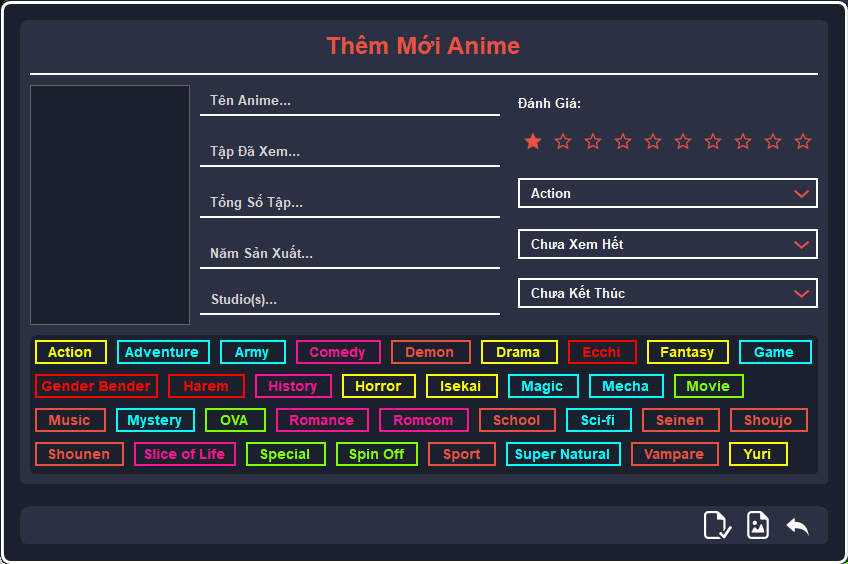 Thêm Mới Anime
Tên Anime...
Tập Đã Xem...
Tổng Số Tập...
Năm Sản Xuất...
Studio(s)...
Đánh Giá:
Action
Chưa Xem Hết
Chưa Kết Thúc
Action Adventure Army Comedy Demon Drama Ecchi Fantasy Game
Gender Bender Harem History Horror Isekai Magic Mecha Movie
Music Mystery OVA Romance Romcom School Sci-fi Seinen Shoujo
Shounen Slice of Life Special Spin Off Sport Super Natural Vampare Yuri